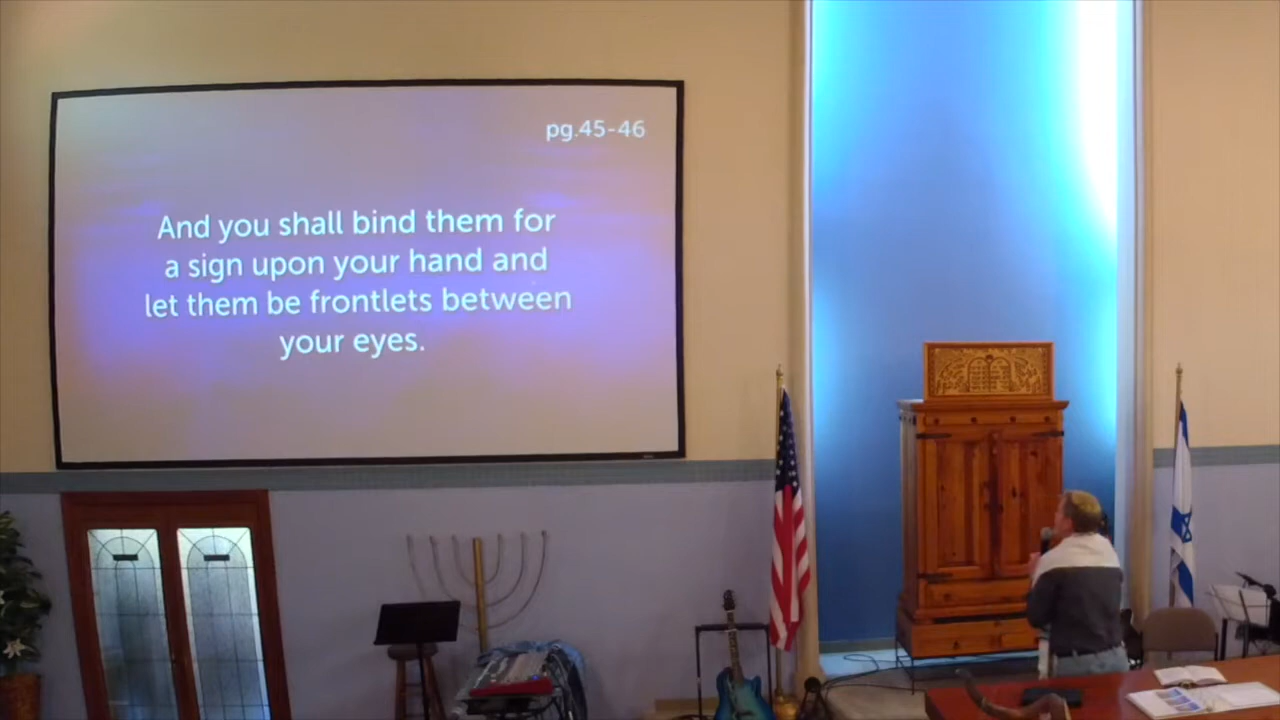 pg.45-46
And you shall bind them for
a sign upon your hand and
let them be frontlets between
your eyes.